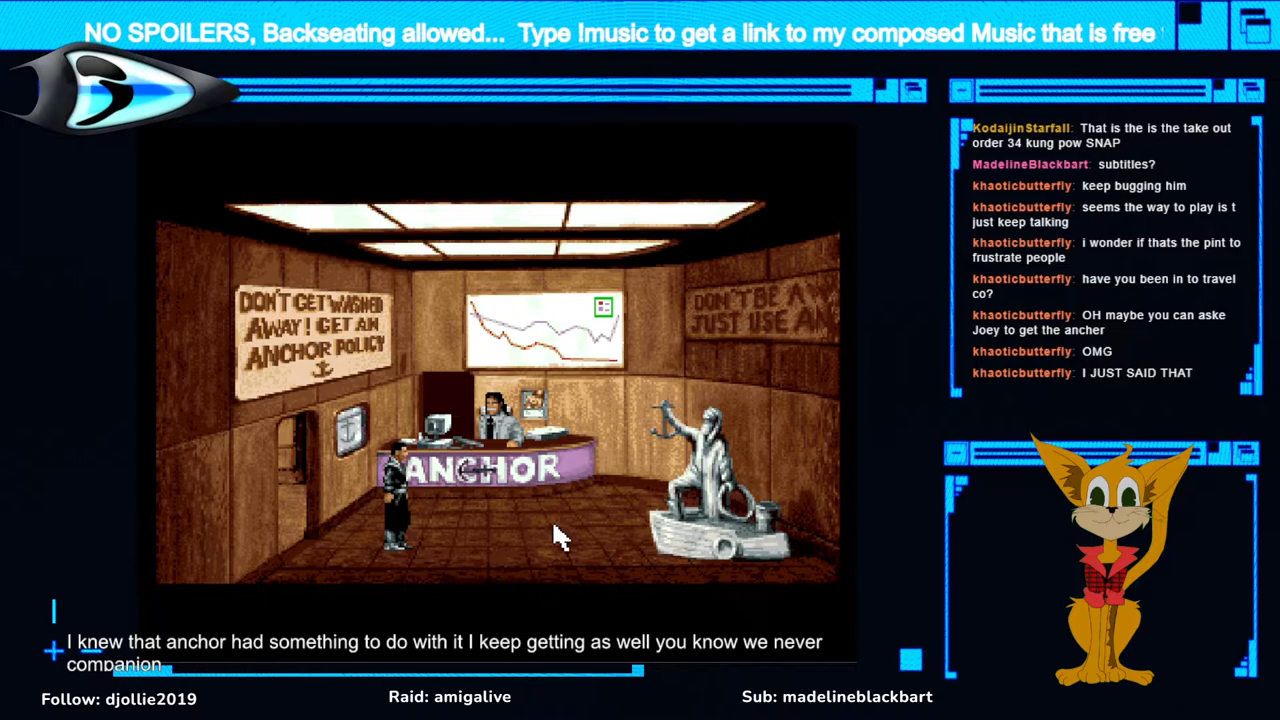 NO SPOILERS, Backseating allowed... Type !music to get a link to my composed Music that is free
KodaijinStarfall: That is the is the take out
order 34 kung pow SNAP
MadelineBlackbart: subtitles?
khaoticbutterfly: keep bugging him
khaoticbutterfly: seems the way to play is t
just keep talking
khaoticbutterfly: i wonder if thats the pint to
frustrate people
khaoticbutterfly: have you been in to travel
co?
khaoticbutterfly: OH maybe you can aske
Joey to get the ancher
khaoticbutterfly: OMG
khaoticbutterfly: I JUST SAID THAT
DON'T GET WASHED
AWAY! GET AN
ANCHOR POLICY
DON'T BE A
JUST USE AN
ANCHOR
I knew that anchor had something to do with it I keep getting as well you know we never
companion
Follow: djollie2019
Raid: amigalive
Sub: madelineblackbart